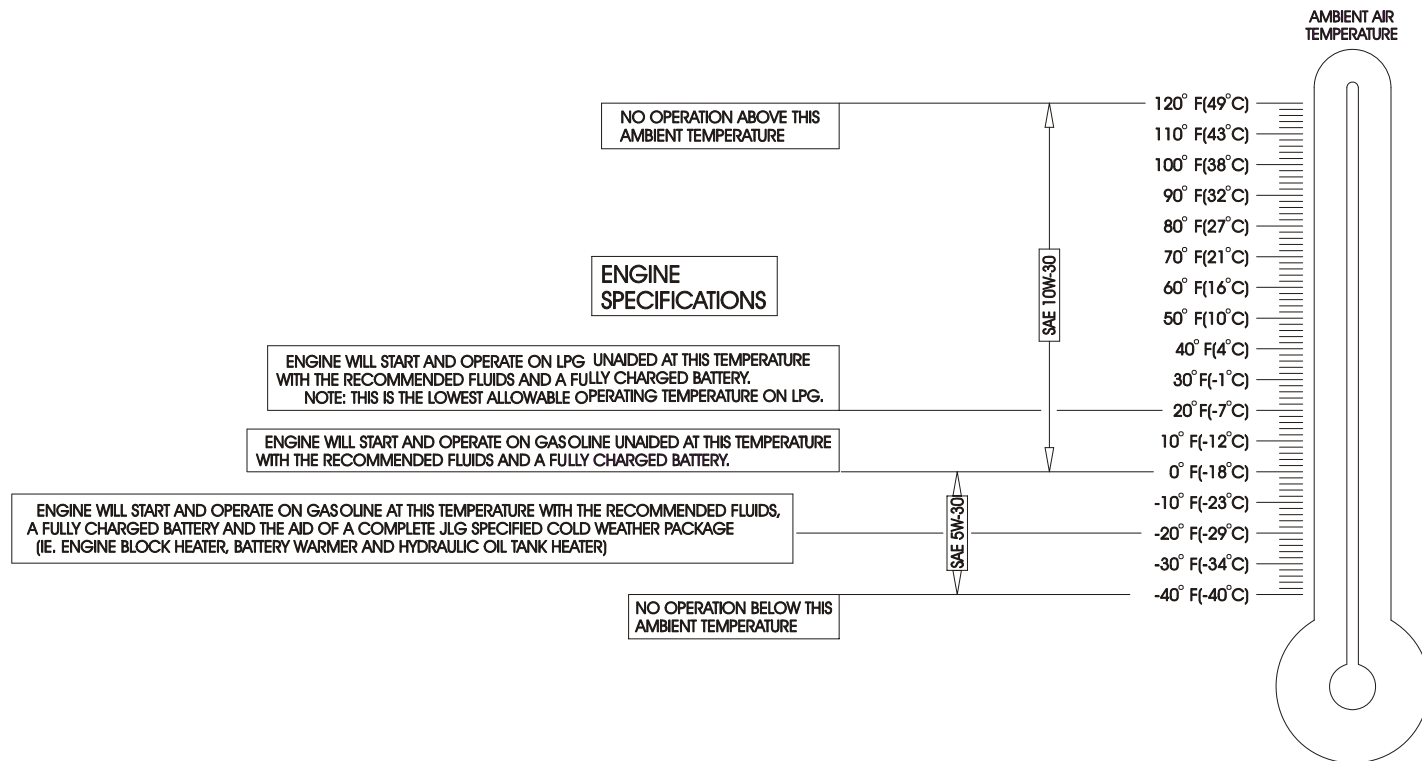 AMBIENT AIR
TEMPERATURE
NO OPERATION ABOVE THIS
AMBIENT TEMPERATURE
120° F(49°C)
110° F(43°C)
100° F(38°C)
90° F(32°C)
80° F(27°C)
70° F(21°C)
60° F(16°C)
50° F(10°C)
40° F(4°C)
30° F(-1°C)
20° F(-7°C)
10° F(-12°C)
0° F(-18°C)
-10° F(-23°C)
-20° F(-29°C)
-30° F(-34°C)
-40° F(-40°C)
SAE 10W-30
ENGINE
SPECIFICATIONS
ENGINE WILL START AND OPERATE ON LPG UNAIDED AT THIS TEMPERATURE
WITH THE RECOMMENDED FLUIDS AND A FULLY CHARGED BATTERY.
NOTE: THIS IS THE LOWEST ALLOWABLE OPERATING TEMPERATURE ON LPG.
ENGINE WILL START AND OPERATE ON GASOLINE UNAIDED AT THIS TEMPERATURE
WITH THE RECOMMENDED FLUIDS AND A FULLY CHARGED BATTERY.
ENGINE WILL START AND OPERATE ON GASOLINE AT THIS TEMPERATURE WITH THE RECOMMENDED FLUIDS,
A FULLY CHARGED BATTERY AND THE AID OF A COMPLETE JLG SPECIFIED COLD WEATHER PACKAGE
(IE. ENGINE BLOCK HEATER, BATTERY WARMER AND HYDRAULIC OIL TANK HEATER)
SAE 5W-30
NO OPERATION BELOW THIS
AMBIENT TEMPERATURE